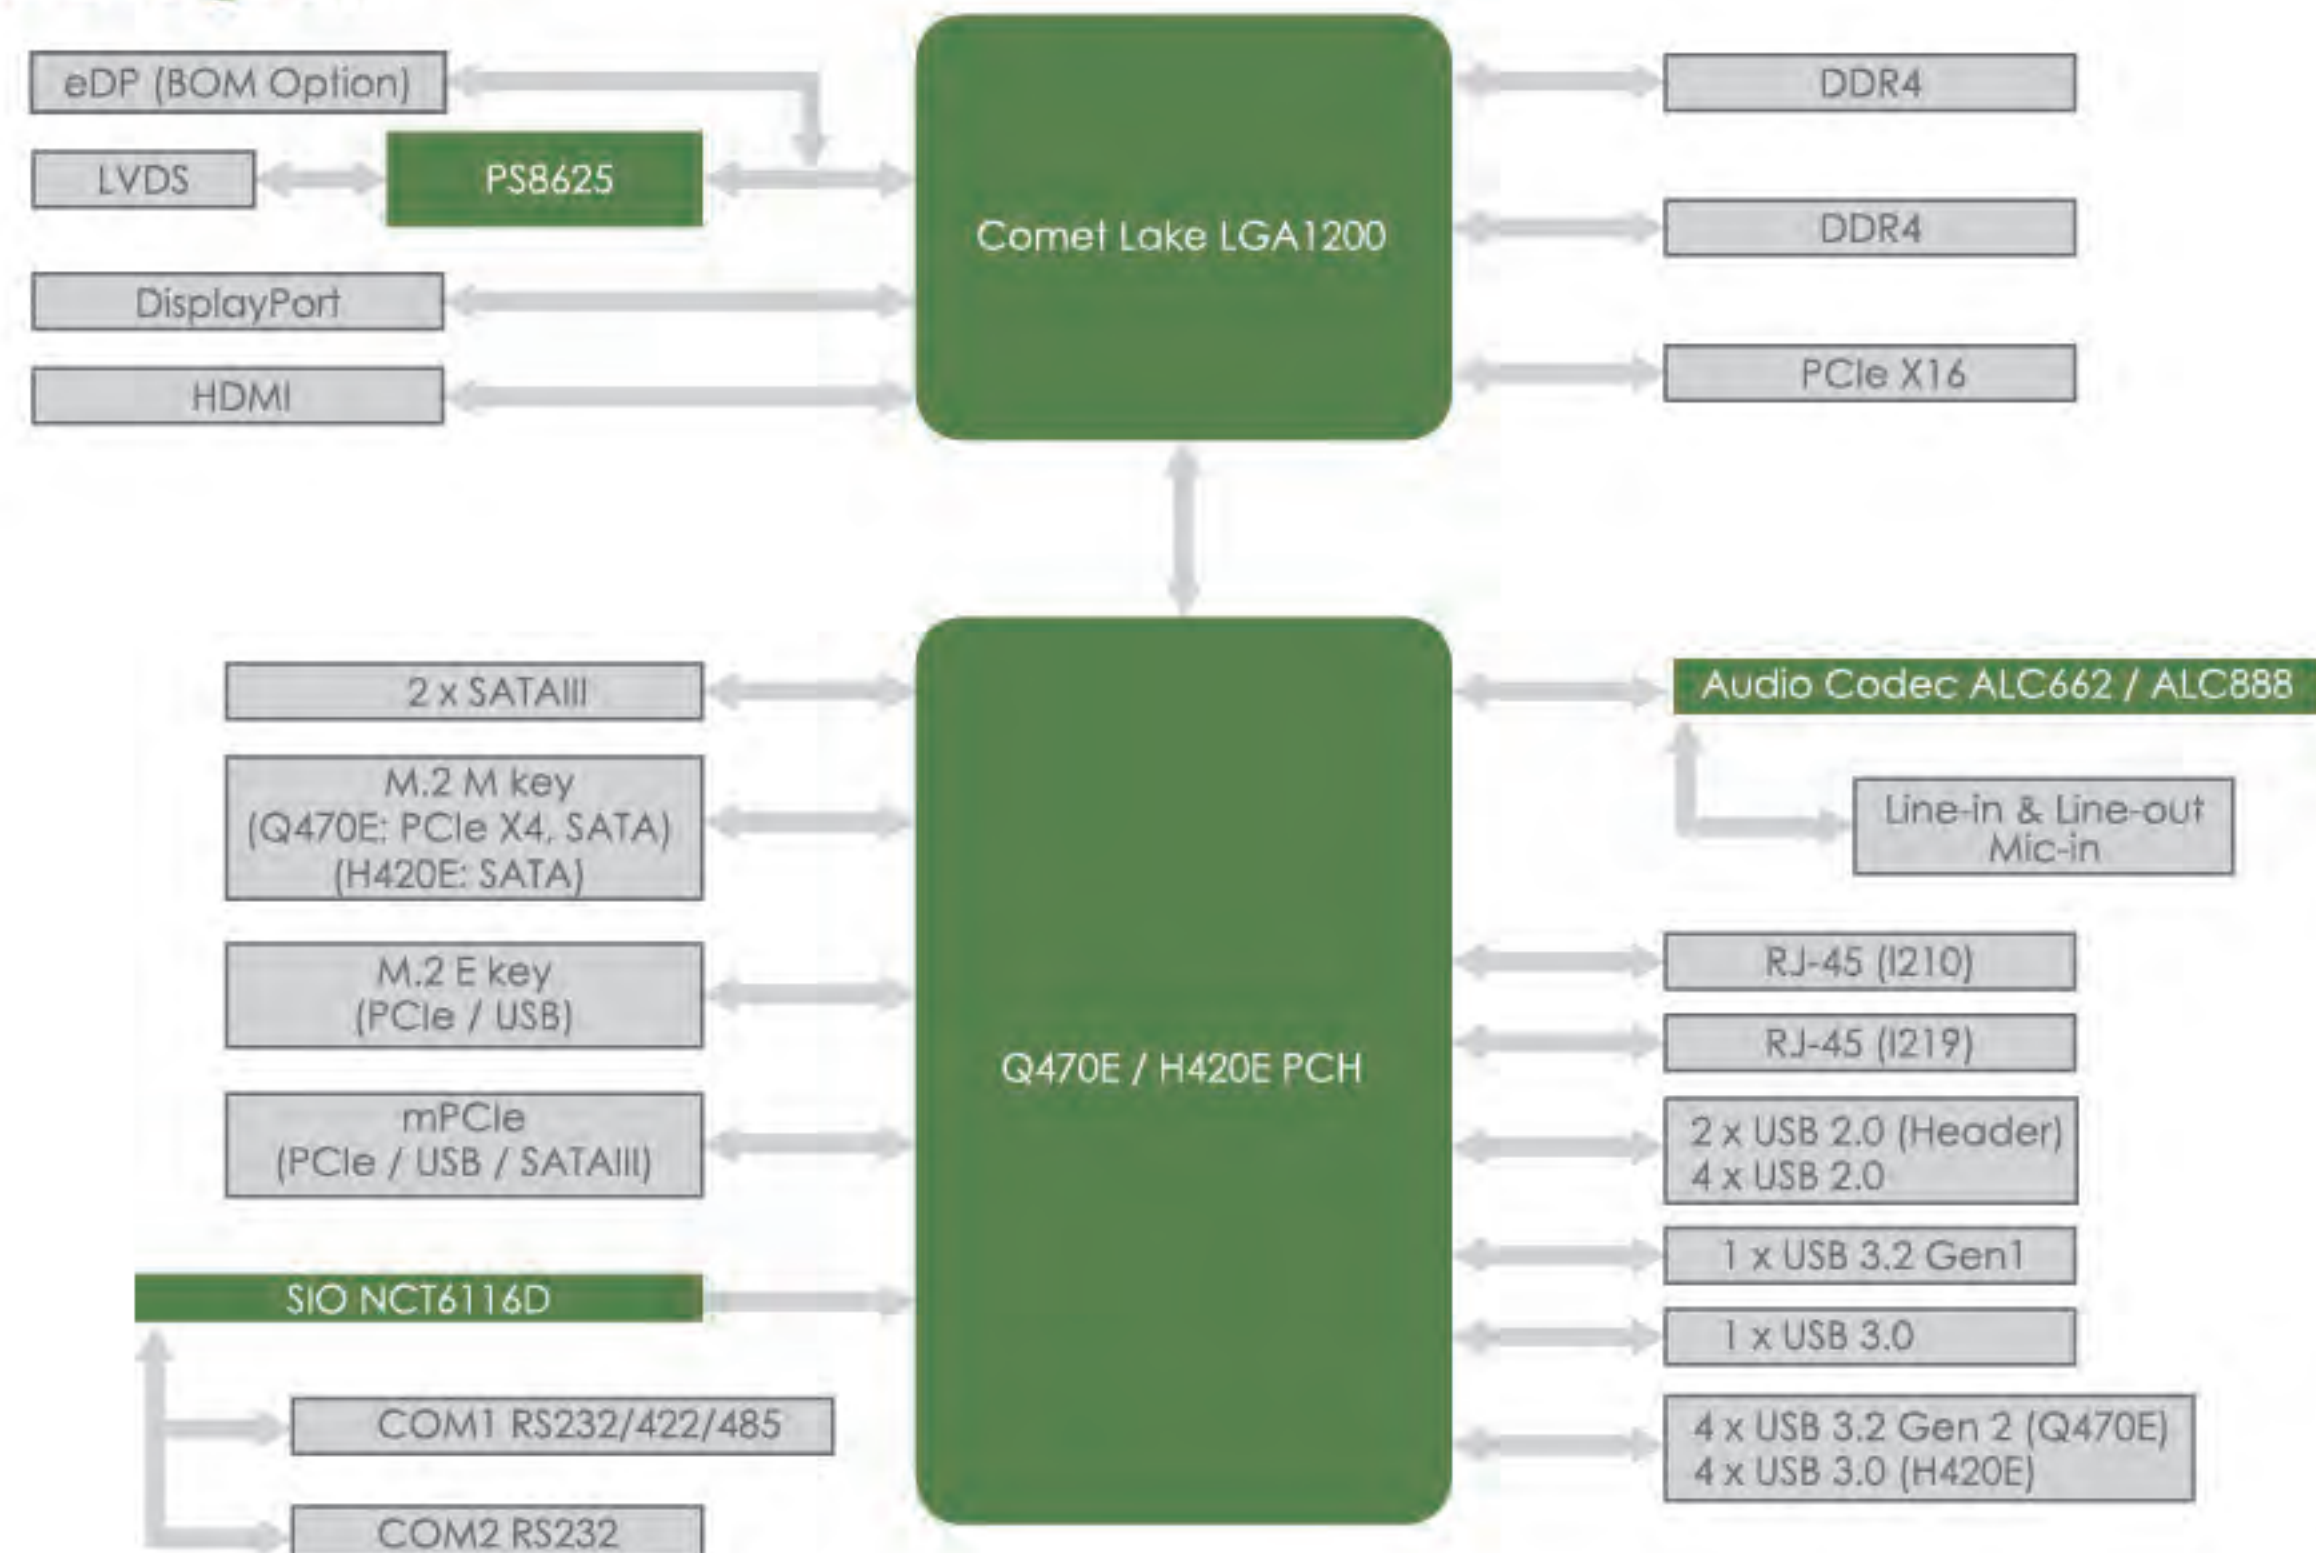 eDP (BOM Option)
LVDS
PS8625
DisplayPort
HDMI
Comet Lake LGA1200
DDR4
DDR4
PCIe X16
2 x SATAIII
M.2 M key
(Q470E: PCIe X4, SATA)
(H420E: SATA)
M.2 E key
(PCIe / USB)
mPCIe
(PCIe / USB / SATAIII)
SIO NCT6116D
COM1 RS232/422/485
COM2 RS232
Q470E / H420E PCH
Audio Codec ALC662 / ALC888
Line-in & Line-out
Mic-in
RJ-45 (I210)
RJ-45 (I219)
2 x USB 2.0 (Header)
4 x USB 2.0
1 x USB 3.2 Gen1
1 x USB 3.0
4 x USB 3.2 Gen 2 (Q470E)
4 x USB 3.0 (H420E)